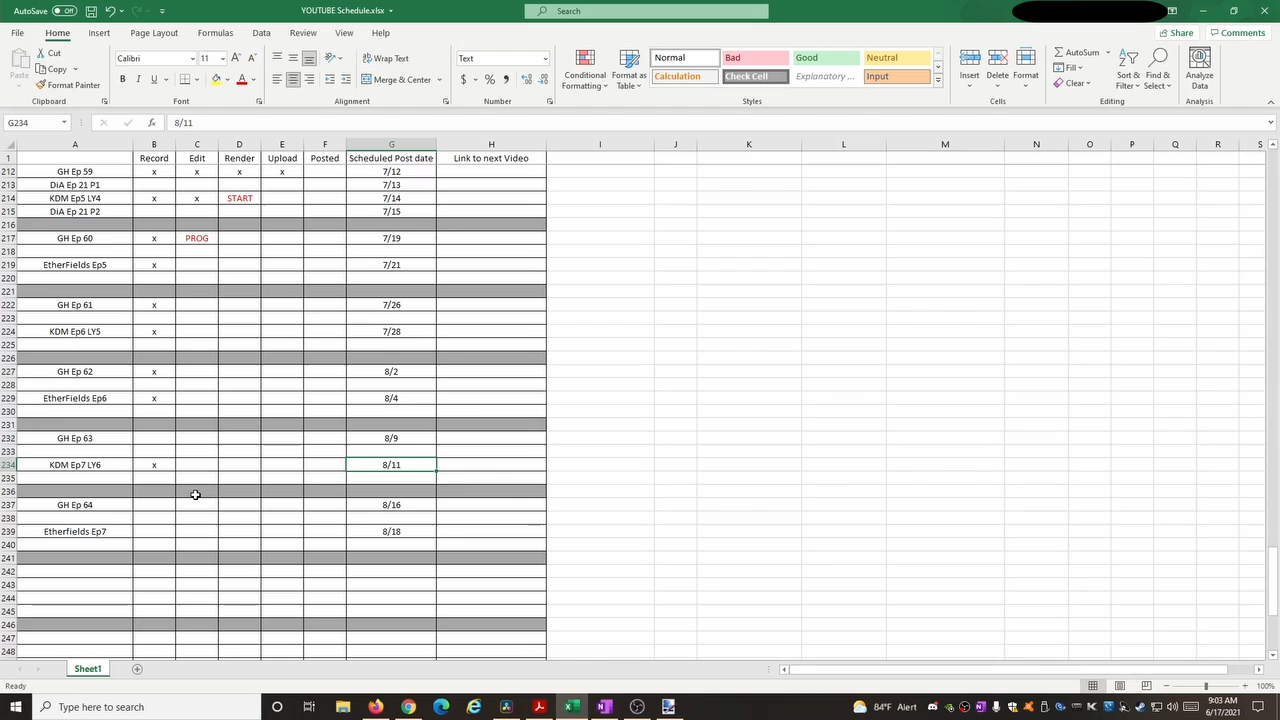 AutoSave Off YOUTUBE Schedule.xlsx Search
File Home Insert Page Layout Formulas Data Review View Help Share Comments
Paste Cut Copy Format Painter Clipboard
Calibri 11 B I U Font
Wrap Text Merge & Center Alignment
Text $ % Number
Conditional Formatting Format as Table
Normal Bad Good Neutral
Calculation Check Cell Explanatory ... Input
Styles
Insert Delete Format Cells
AutoSum Fill Clear Sort & Filter Find & Select Editing
Analyze Data Analysis
G234 fx 8/11
A B C D E F G H I J K L M N O P Q R S
1 Record Edit Render Upload Posted Scheduled Post date Link to next Video
212 GH Ep 59 x x x x 7/12
213 DiA Ep 21 P1 7/13
214 KDM Ep5 LY4 x x START 7/14
215 DiA Ep 21 P2 7/15
216
217 GH Ep 60 x PROG 7/19
218
219 EtherFields Ep5 x 7/21
220
221
222 GH Ep 61 x 7/26
223
224 KDM Ep6 LY5 x 7/28
225
226
227 GH Ep 62 x 8/2
228
229 EtherFields Ep6 x 8/4
230
231
232 GH Ep 63 8/9
233
234 KDM Ep7 LY6 x 8/11
235
236
237 GH Ep 64 8/16
238
239 Etherfields Ep7 8/18
240
241
242
243
244
245
246
247
248
Sheet1
Ready 100%
Type here to search 84°F Alert 9:03 AM
6/17/2021